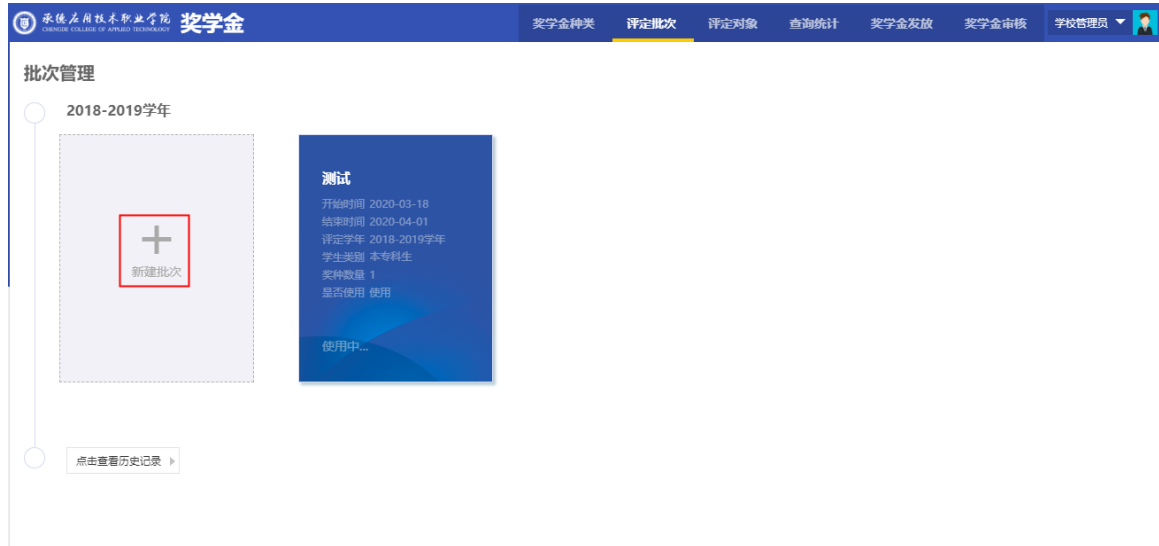 承德应用技术职业学院 奖学金
CHENGDE COLLEGE OF APPLIED TECHNOLOGY
奖学金种类 评定批次 评定对象 查询统计 奖学金发放 奖学金审核 学校管理员
批次管理
2018-2019学年
新建批次
测试
开始时间 2020-03-18
结束时间 2020-04-01
评定学年 2018-2019学年
学生类别 本专科生
奖种数量 1
是否使用 使用
使用中...
点击查看历史记录